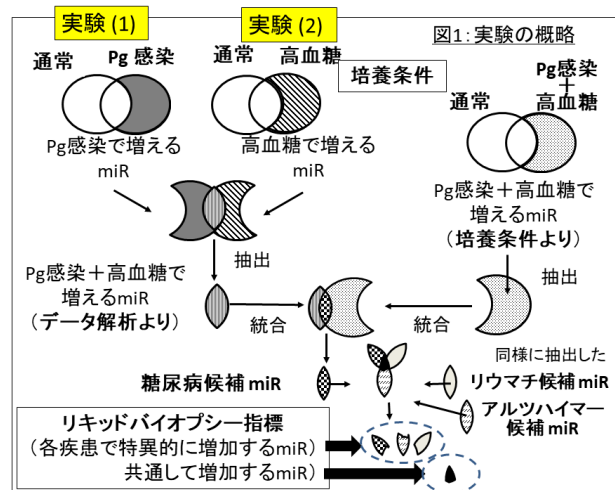 実験(1)
実験(2)
図1:実験の概略
通常
Pg 感染
通常
高血糖
培養条件
Pg感染
＋
高血糖
通常
Pg感染で増える
miR
高血糖で増える
miR
Pg感染＋高血糖で
増えるmiR
（培養条件より）
抽出
抽出
Pg感染＋高血糖で
増えるmiR
（データ解析より）
統合
統合
同様に抽出した
糖尿病候補 miR
リウマチ候補 miR
アルツハイマー
候補 miR
リキッドバイオプシー指標
（各疾患で特異的に増加するmiR）
共通して増加するmiR）